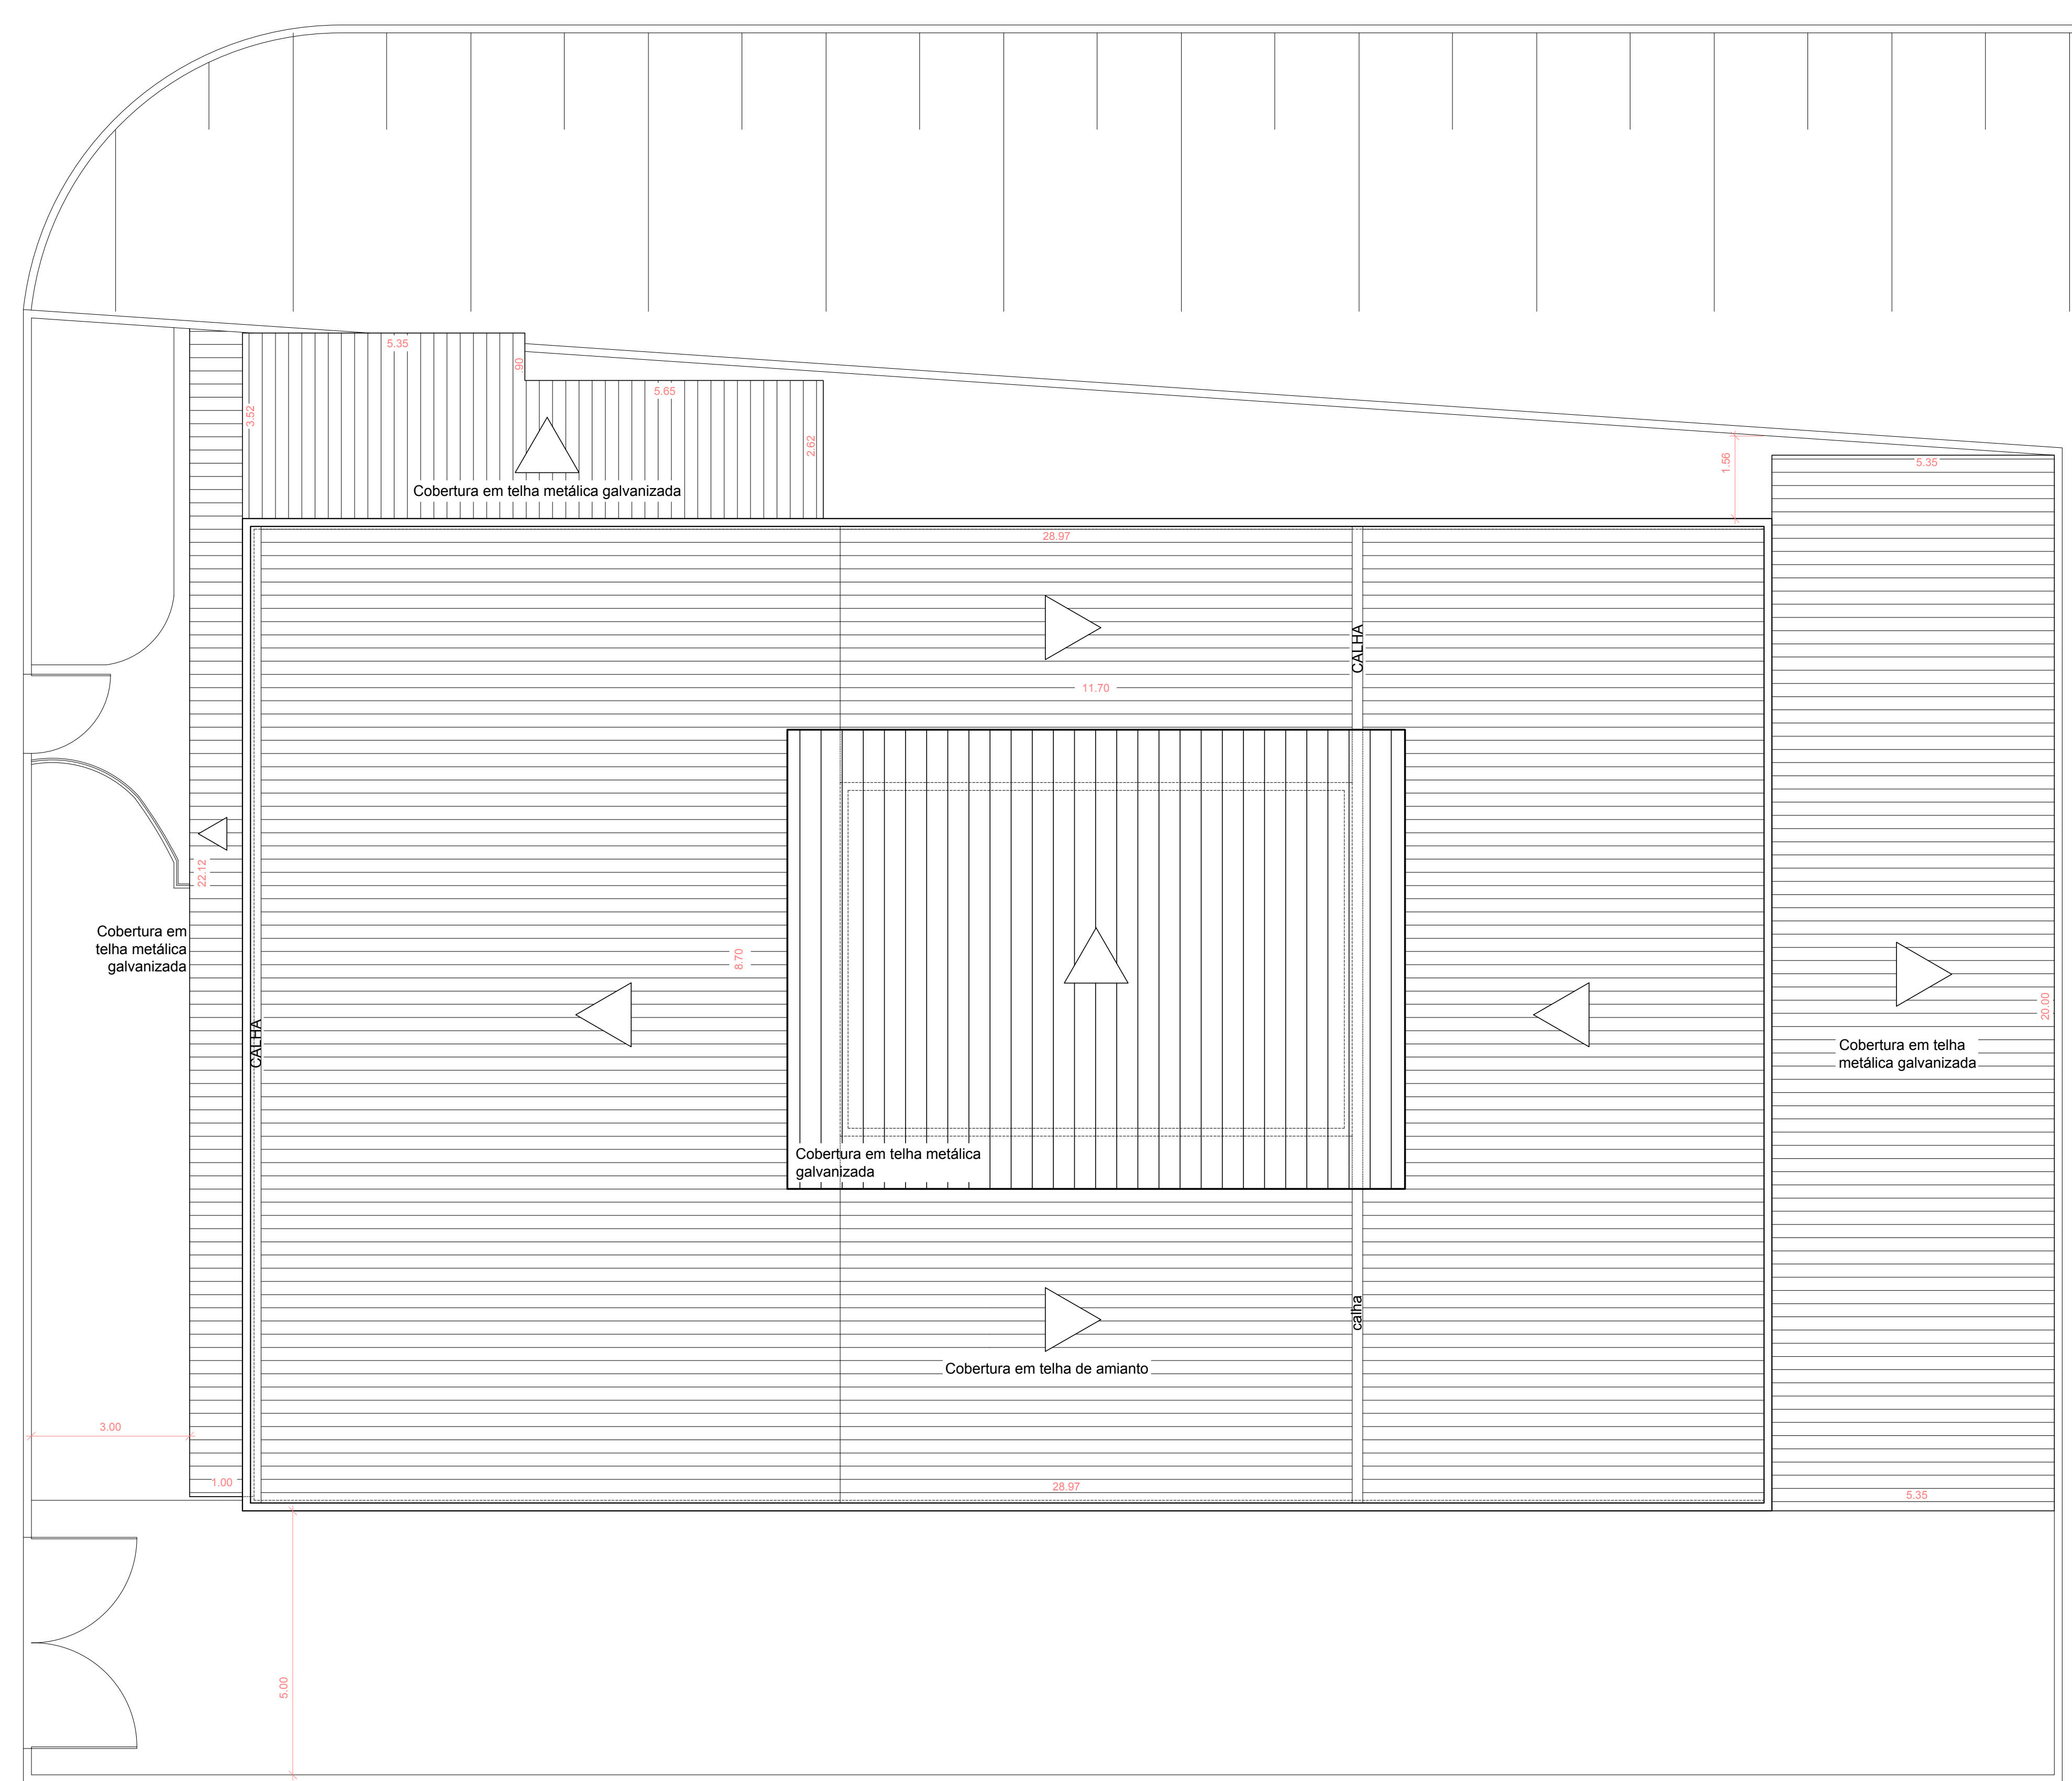 5.35
.90
5.65
3.52
2.62
1.56
5.35
Cobertura em telha metálica galvanizada
28.97
CALHA
11.70
22.12
Cobertura em
telha metálica
galvanizada
8.70
CALHA
20.00
Cobertura em telha
metálica galvanizada
Cobertura em telha metálica
galvanizada
calha
Cobertura em telha de amianto
3.00
1.00
28.97
5.35
5.00